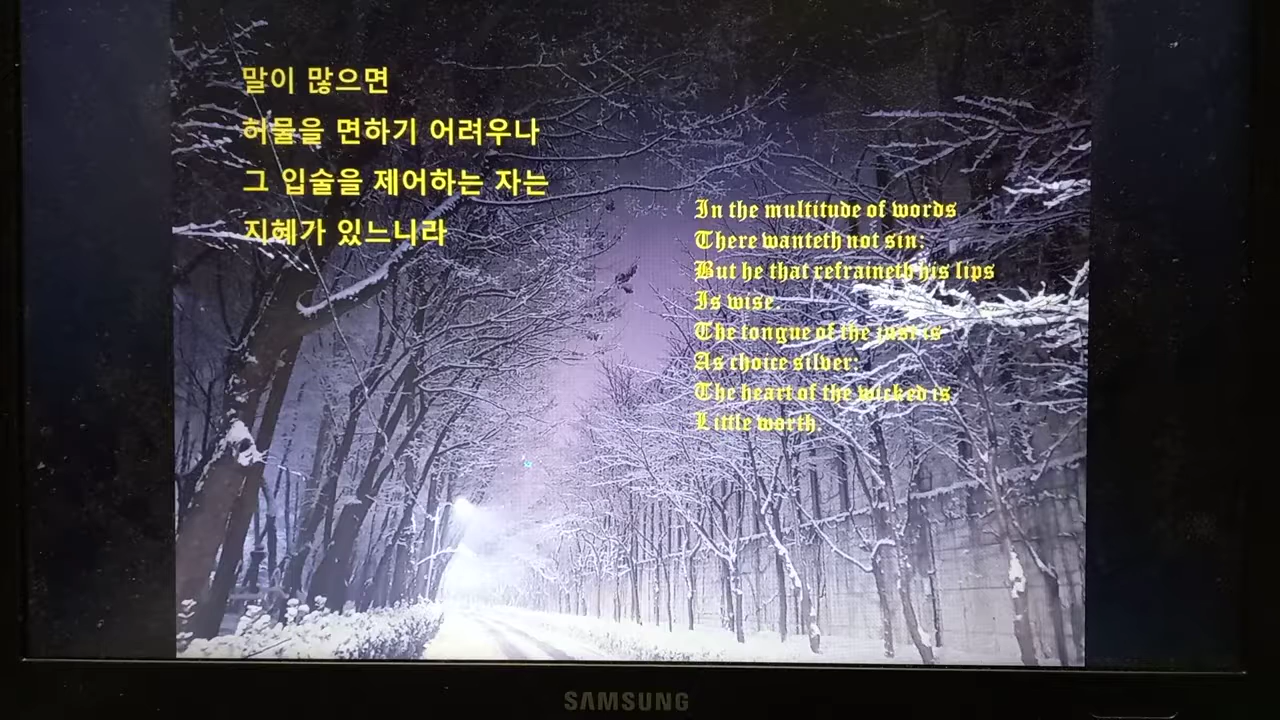 말이 많으면
허물을 면하기 어려우나
그 입술을 제어하는 자는
지혜가 있느니라
In the multitude of words
There wanteth not sin:
But he that refraineth his lips
Is wise.
The tongue of the just is
As choice silver:
The heart of the wicked is
Little worth.
SAMSUNG